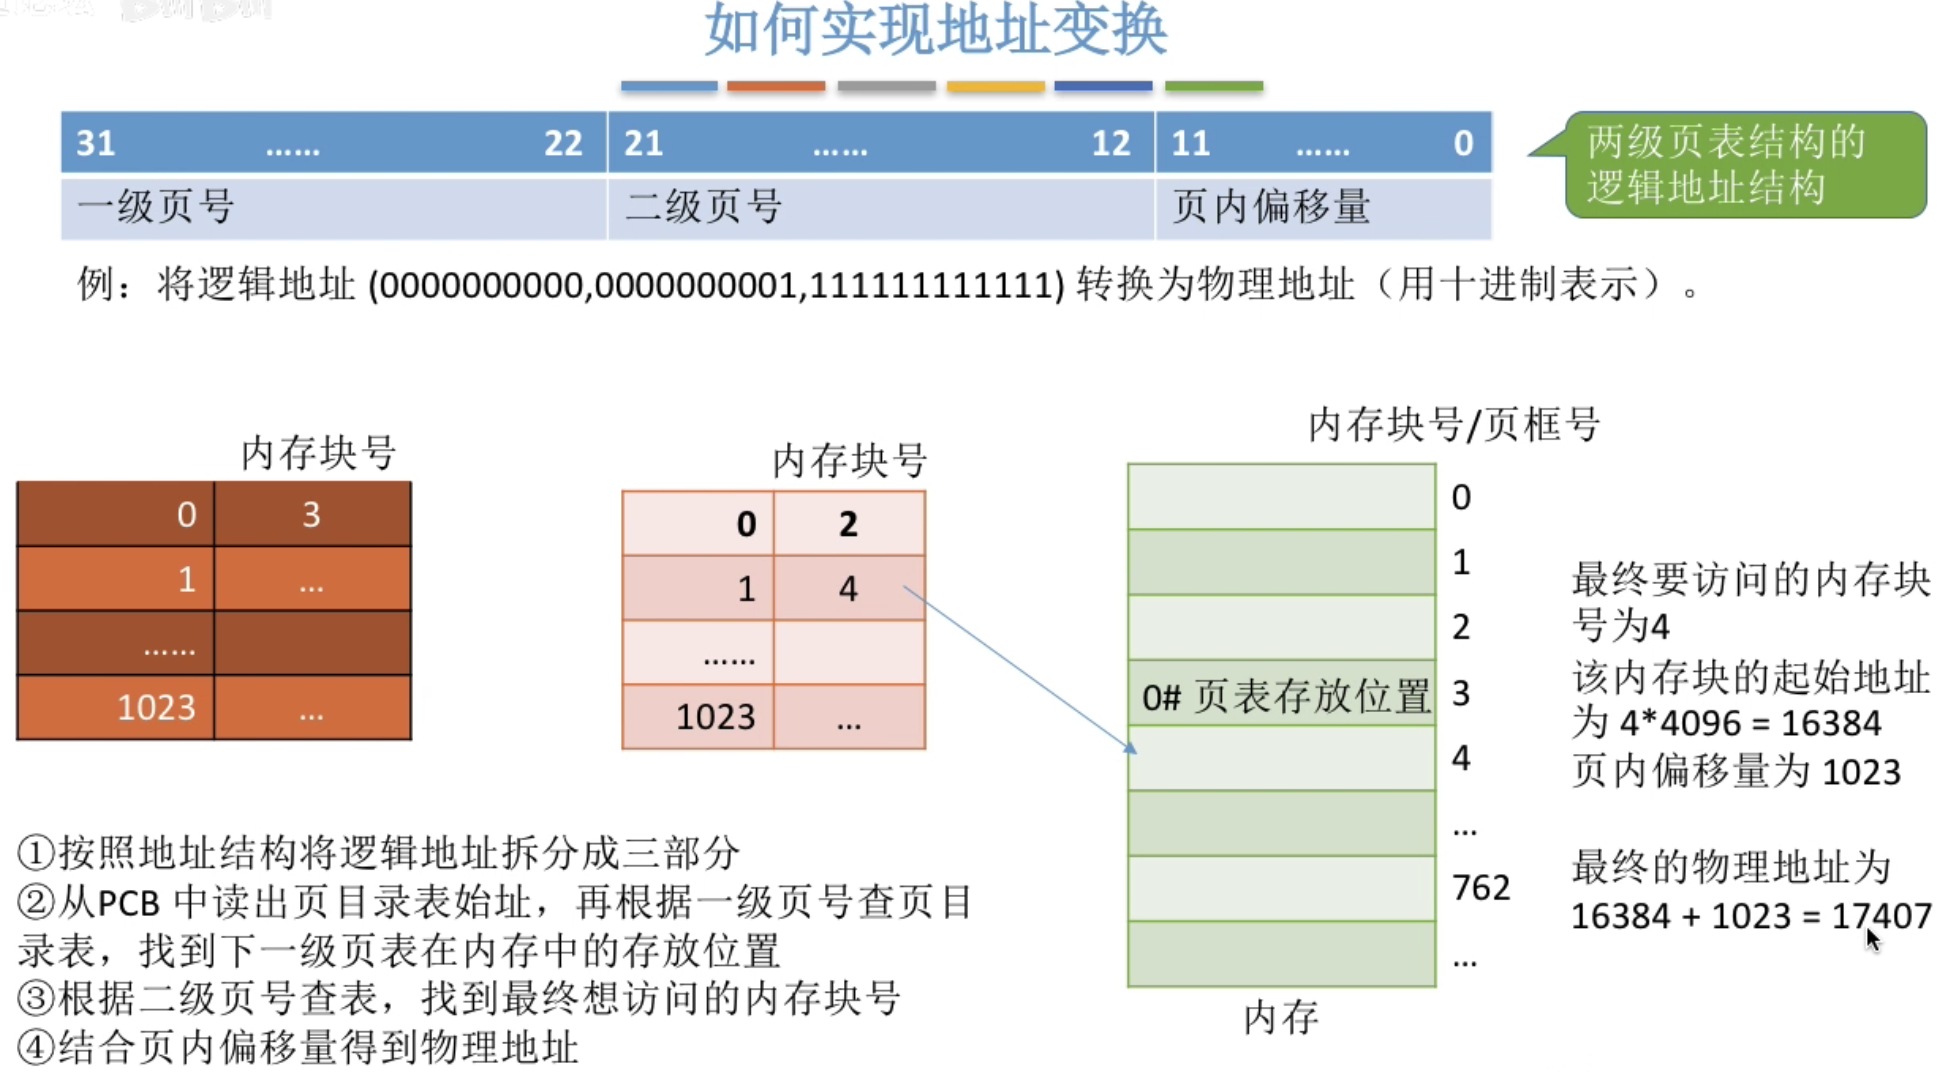 如何实现地址变换
31 …… 22 21 …… 12 11 …… 0
一级页号 二级页号 页内偏移量
两级页表结构的
逻辑地址结构
例：将逻辑地址 (0000000000,0000000001,111111111111) 转换为物理地址（用十进制表示）。
内存块号
0 3
1 …
……
1023 …
内存块号
0 2
1 4
……
1023 …
内存块号/页框号
0
1
2
0# 页表存放位置 3
4
…
762
…
内存
最终要访问的内存块
号为4
该内存块的起始地址
为 4*4096 = 16384
页内偏移量为 1023
最终的物理地址为
16384 + 1023 = 17407
①按照地址结构将逻辑地址拆分成三部分
②从PCB 中读出页目录表始址，再根据一级页号查页目
录表，找到下一级页表在内存中的存放位置
③根据二级页号查表，找到最终想访问的内存块号
④结合页内偏移量得到物理地址